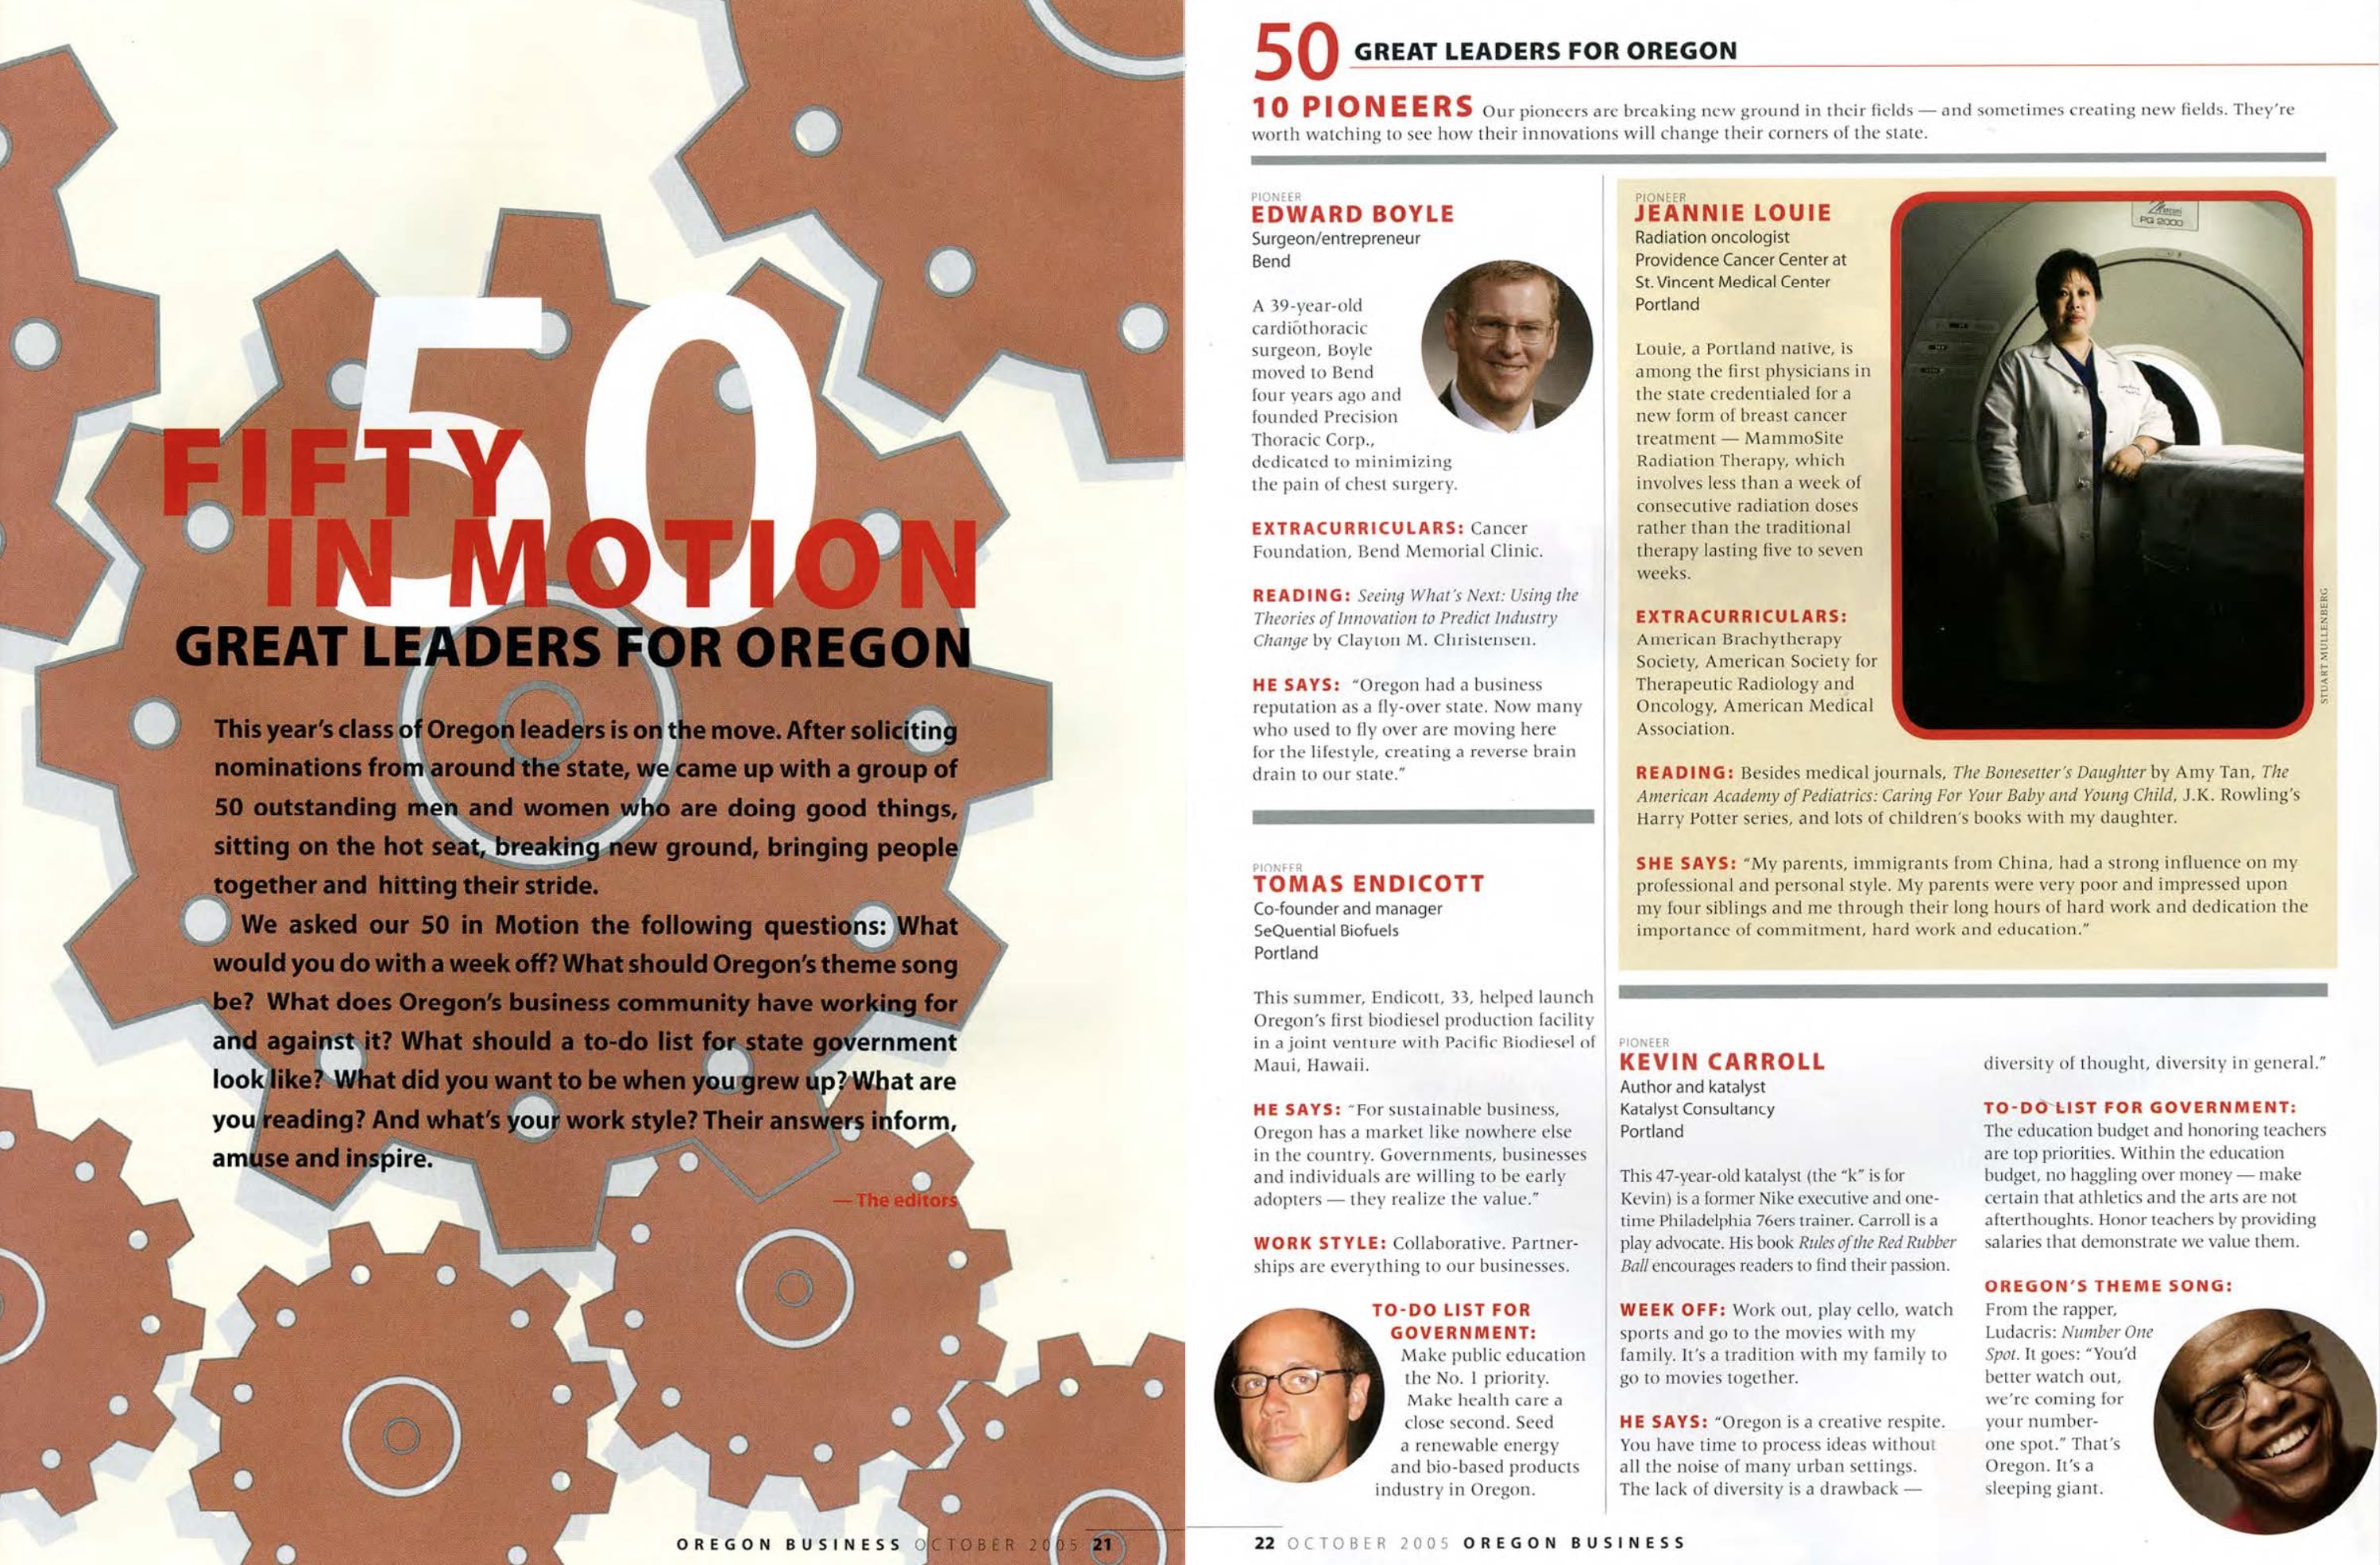 50
FIFTY
IN MOTION
GREAT LEADERS FOR OREGON
This year's class of Oregon leaders is on the move. After soliciting
nominations from around the state, we came up with a group of
50 outstanding men and women who are doing good things,
sitting on the hot seat, breaking new ground, bringing people
together and hitting their stride.
We asked our 50 in Motion the following questions: What
would you do with a week off? What should Oregon's theme song
be? What does Oregon's business community have working for
and against it? What should a to-do list for state government
look like? What did you want to be when you grew up? What are
you reading? And what's your work style? Their answers inform,
amuse and inspire.
— The editors
OREGON BUSINESS OCTOBER 2005 21
50 GREAT LEADERS FOR OREGON
10 PIONEERS Our pioneers are breaking new ground in their fields — and sometimes creating new fields. They're
worth watching to see how their innovations will change their corners of the state.
PIONEER
EDWARD BOYLE
Surgeon/entrepreneur
Bend
A 39-year-old
cardiothoracic
surgeon, Boyle
moved to Bend
four years ago and
founded Precision
Thoracic Corp.,
dedicated to minimizing
the pain of chest surgery.
EXTRACURRICULARS: Cancer
Foundation, Bend Memorial Clinic.
READING: Seeing What's Next: Using the
Theories of Innovation to Predict Industry
Change by Clayton M. Christensen.
HE SAYS: "Oregon had a business
reputation as a fly-over state. Now many
who used to fly over are moving here
for the lifestyle, creating a reverse brain
drain to our state."
PIONEER
TOMAS ENDICOTT
Co-founder and manager
SeQuential Biofuels
Portland
This summer, Endicott, 33, helped launch
Oregon's first biodiesel production facility
in a joint venture with Pacific Biodiesel of
Maui, Hawaii.
HE SAYS: "For sustainable business,
Oregon has a market like nowhere else
in the country. Governments, businesses
and individuals are willing to be early
adopters — they realize the value."
WORK STYLE: Collaborative. Partner-
ships are everything to our businesses.
TO-DO LIST FOR
GOVERNMENT:
Make public education
the No. 1 priority.
Make health care a
close second. Seed
a renewable energy
and bio-based products
industry in Oregon.
PIONEER
JEANNIE LOUIE
Radiation oncologist
Providence Cancer Center at
St. Vincent Medical Center
Portland
Louie, a Portland native, is
among the first physicians in
the state credentialed for a
new form of breast cancer
treatment — MammoSite
Radiation Therapy, which
involves less than a week of
consecutive radiation doses
rather than the traditional
therapy lasting five to seven
weeks.
EXTRACURRICULARS:
American Brachytherapy
Society, American Society for
Therapeutic Radiology and
Oncology, American Medical
Association.
PQ 2000
STUART MULLENBERG
READING: Besides medical journals, The Bonesetter's Daughter by Amy Tan, The
American Academy of Pediatrics: Caring For Your Baby and Young Child, J.K. Rowling's
Harry Potter series, and lots of children's books with my daughter.
SHE SAYS: "My parents, immigrants from China, had a strong influence on my
professional and personal style. My parents were very poor and impressed upon
my four siblings and me through their long hours of hard work and dedication the
importance of commitment, hard work and education."
PIONEER
KEVIN CARROLL
Author and katalyst
Katalyst Consultancy
Portland
This 47-year-old katalyst (the "k" is for
Kevin) is a former Nike executive and one-
time Philadelphia 76ers trainer. Carroll is a
play advocate. His book Rules of the Red Rubber
Ball encourages readers to find their passion.
WEEK OFF: Work out, play cello, watch
sports and go to the movies with my
family. It's a tradition with my family to
go to movies together.
HE SAYS: "Oregon is a creative respite.
You have time to process ideas without
all the noise of many urban settings.
The lack of diversity is a drawback —
diversity of thought, diversity in general."
TO-DO LIST FOR GOVERNMENT:
The education budget and honoring teachers
are top priorities. Within the education
budget, no haggling over money — make
certain that athletics and the arts are not
afterthoughts. Honor teachers by providing
salaries that demonstrate we value them.
OREGON'S THEME SONG:
From the rapper,
Ludacris: Number One
Spot. It goes: "You'd
better watch out,
we're coming for
your number-
one spot." That's
Oregon. It's a
sleeping giant.
22 OCTOBER 2005 OREGON BUSINESS